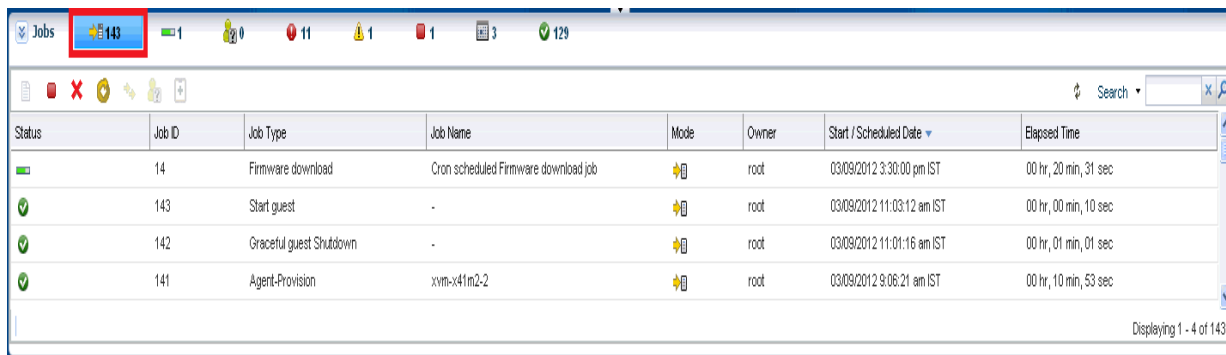 Jobs 143 1 0 11 1 1 3 129
Search
Status Job ID Job Type Job Name Mode Owner Start / Scheduled Date Elapsed Time
14 Firmware download Cron scheduled Firmware download job root 03/09/2012 3:30:00 pm IST 00 hr, 20 min, 31 sec
143 Start guest - root 03/09/2012 11:03:12 am IST 00 hr, 00 min, 10 sec
142 Graceful guest Shutdown - root 03/09/2012 11:01:16 am IST 00 hr, 01 min, 01 sec
141 Agent-Provision xvm-x41m2-2 root 03/09/2012 9:06:21 am IST 00 hr, 10 min, 53 sec
Displaying 1 - 4 of 143